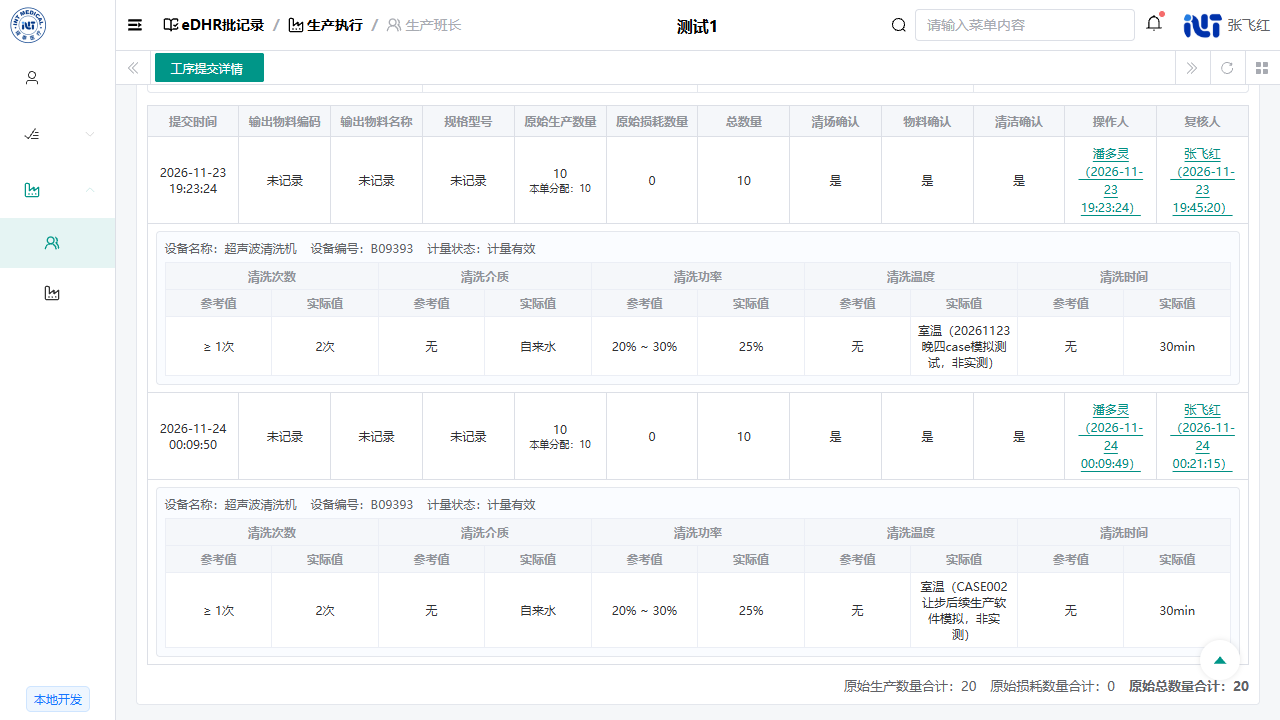 eDHR批记录 / 生产执行 / 生产班长
测试1
请输入菜单内容
张飞红
工序提交详情
提交时间 输出物料编码 输出物料名称 规格型号 原始生产数量 原始损耗数量 总数量 清场确认 物料确认 清洁确认 操作人 复核人
2026-11-23 19:23:24 未记录 未记录 未记录 10 本单分配：10 0 10 是 是 是 潘多灵（2026-11-23 19:23:24） 张飞红（2026-11-23 19:45:20）
设备名称：超声波清洗机 设备编号：B09393 计量状态：计量有效
清洗次数 清洗介质 清洗功率 清洗温度 清洗时间
参考值 实际值 参考值 实际值 参考值 实际值 参考值 实际值 参考值 实际值
≥ 1次 2次 无 自来水 20% ~ 30% 25% 无 室温（20261123晚四case模拟测试，非实测） 无 30min
2026-11-24 00:09:50 未记录 未记录 未记录 10 本单分配：10 0 10 是 是 是 潘多灵（2026-11-24 00:09:49） 张飞红（2026-11-24 00:21:15）
设备名称：超声波清洗机 设备编号：B09393 计量状态：计量有效
清洗次数 清洗介质 清洗功率 清洗温度 清洗时间
参考值 实际值 参考值 实际值 参考值 实际值 参考值 实际值 参考值 实际值
≥ 1次 2次 无 自来水 20% ~ 30% 25% 无 室温（CASE002让步后续生产软件模拟，非实测） 无 30min
原始生产数量合计：20 原始损耗数量合计：0 原始总数量合计：20
本地开发